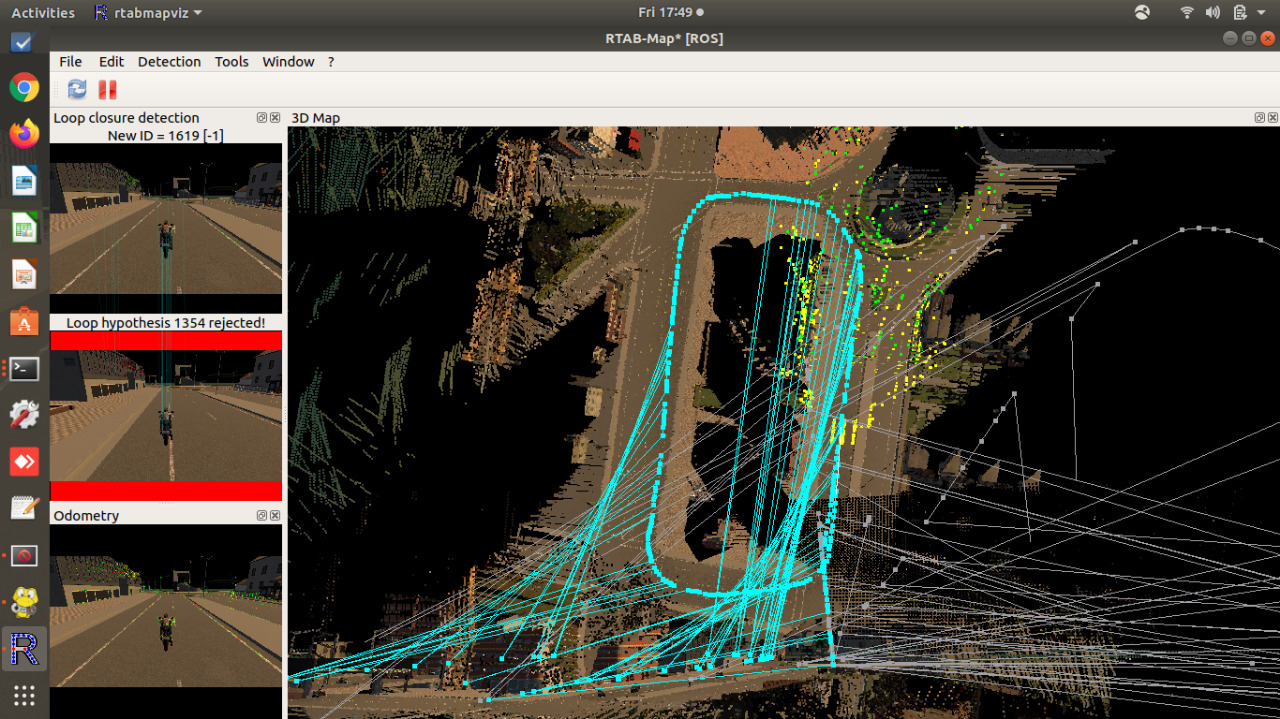 Activities rtabmapviz Fri 17:49
RTAB-Map* [ROS]
File Edit Detection Tools Window ?
Loop closure detection
New ID = 1619 [-1]
Loop hypothesis 1354 rejected!
Odometry
3D Map